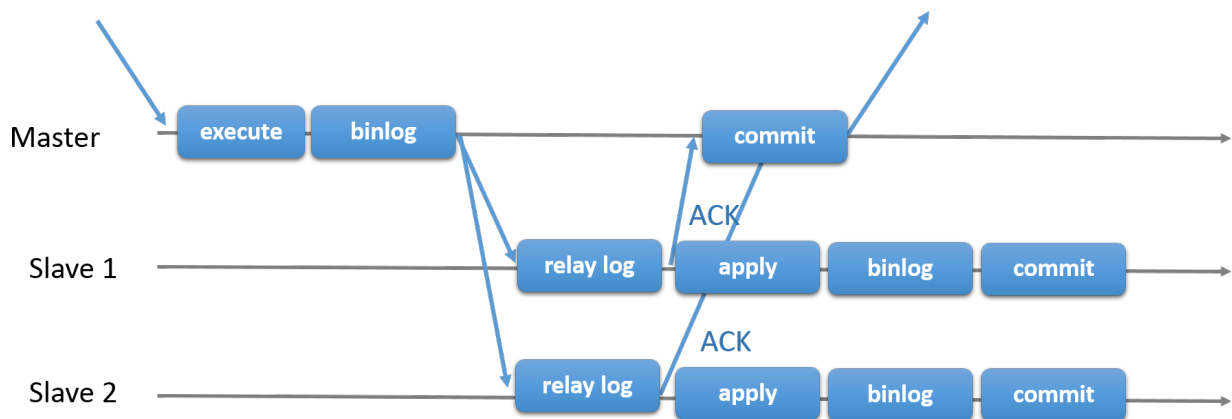 Master execute binlog commit
ACK
Slave 1 relay log apply binlog commit
ACK
Slave 2 relay log apply binlog commit